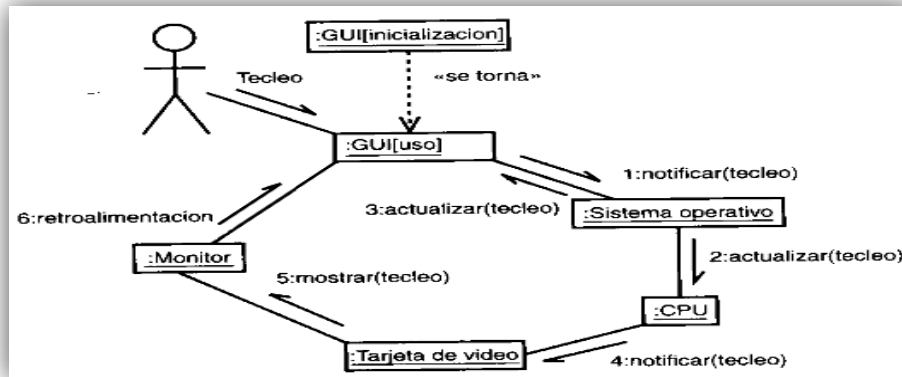 :GUI[inicializacion]
Tecleo
«se torna»
:GUI[uso]
1:notificar(tecleo)
6:retroalimentacion
3:actualizar(tecleo)
:Sistema operativo
:Monitor
2:actualizar(tecleo)
5:mostrar(tecleo)
:CPU
:Tarjeta de video
4:notificar(tecleo)